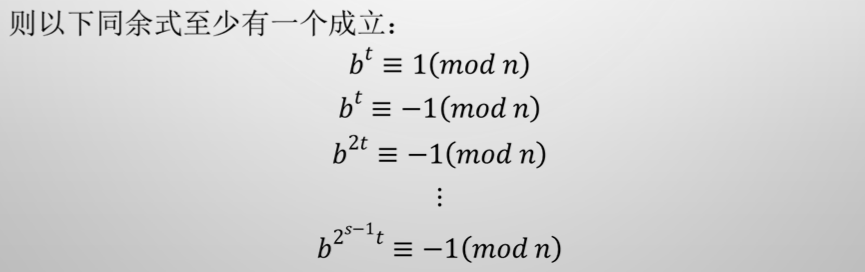 则以下同余式至少有一个成立：
b^t ≡ 1(mod n)
b^t ≡ −1(mod n)
b^{2t} ≡ −1(mod n)
⋮
b^{2^{s−1}t} ≡ −1(mod n)